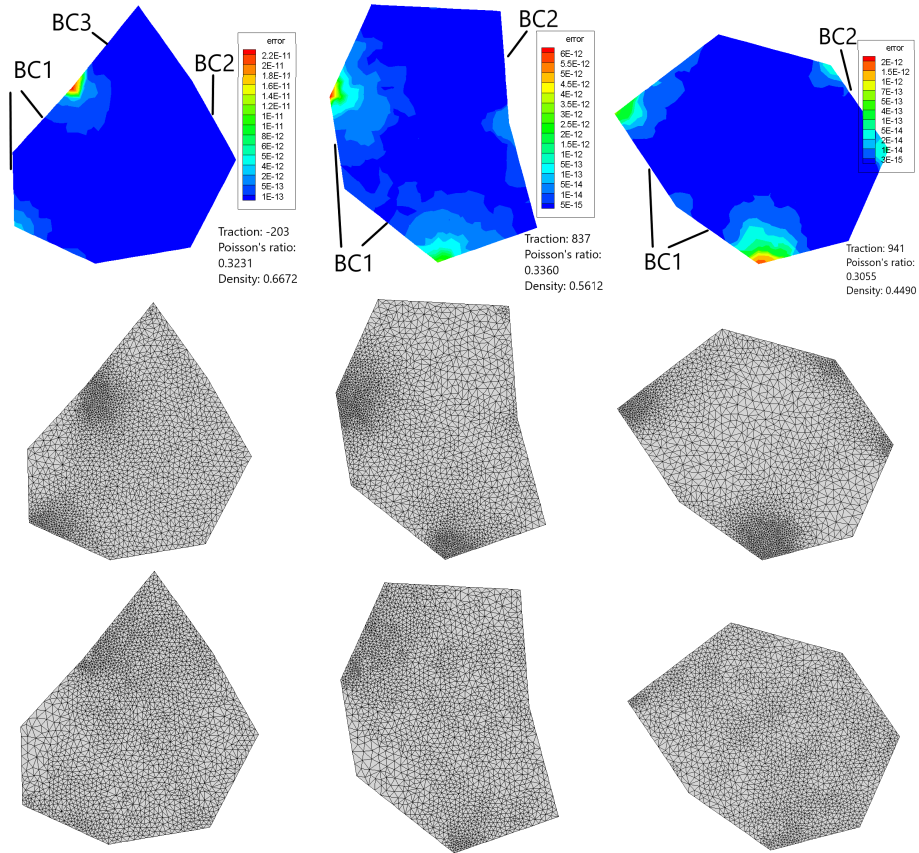 BC3
BC1
BC2
error
2.2E-11
2E-11
1.8E-11
1.6E-11
1.4E-11
1.2E-11
1E-11
8E-12
6E-12
4E-12
2E-12
5E-13
1E-13
Traction: -203
Poisson's ratio:
0.3231
Density: 0.6672
BC2
BC1
error
6E-12
5.5E-12
5E-12
4.5E-12
4E-12
3.5E-12
3E-12
2.5E-12
2E-12
1.5E-12
1E-12
5E-13
5E-14
1E-14
5E-15
Traction: 837
Poisson's ratio:
0.3360
Density: 0.5612
BC2
BC1
error
2E-12
1.5E-12
1E-12
7E-13
5E-13
4E-13
1E-13
5E-14
2E-14
1E-14
3E-15
Traction: 941
Poisson's ratio:
0.3055
Density: 0.4490